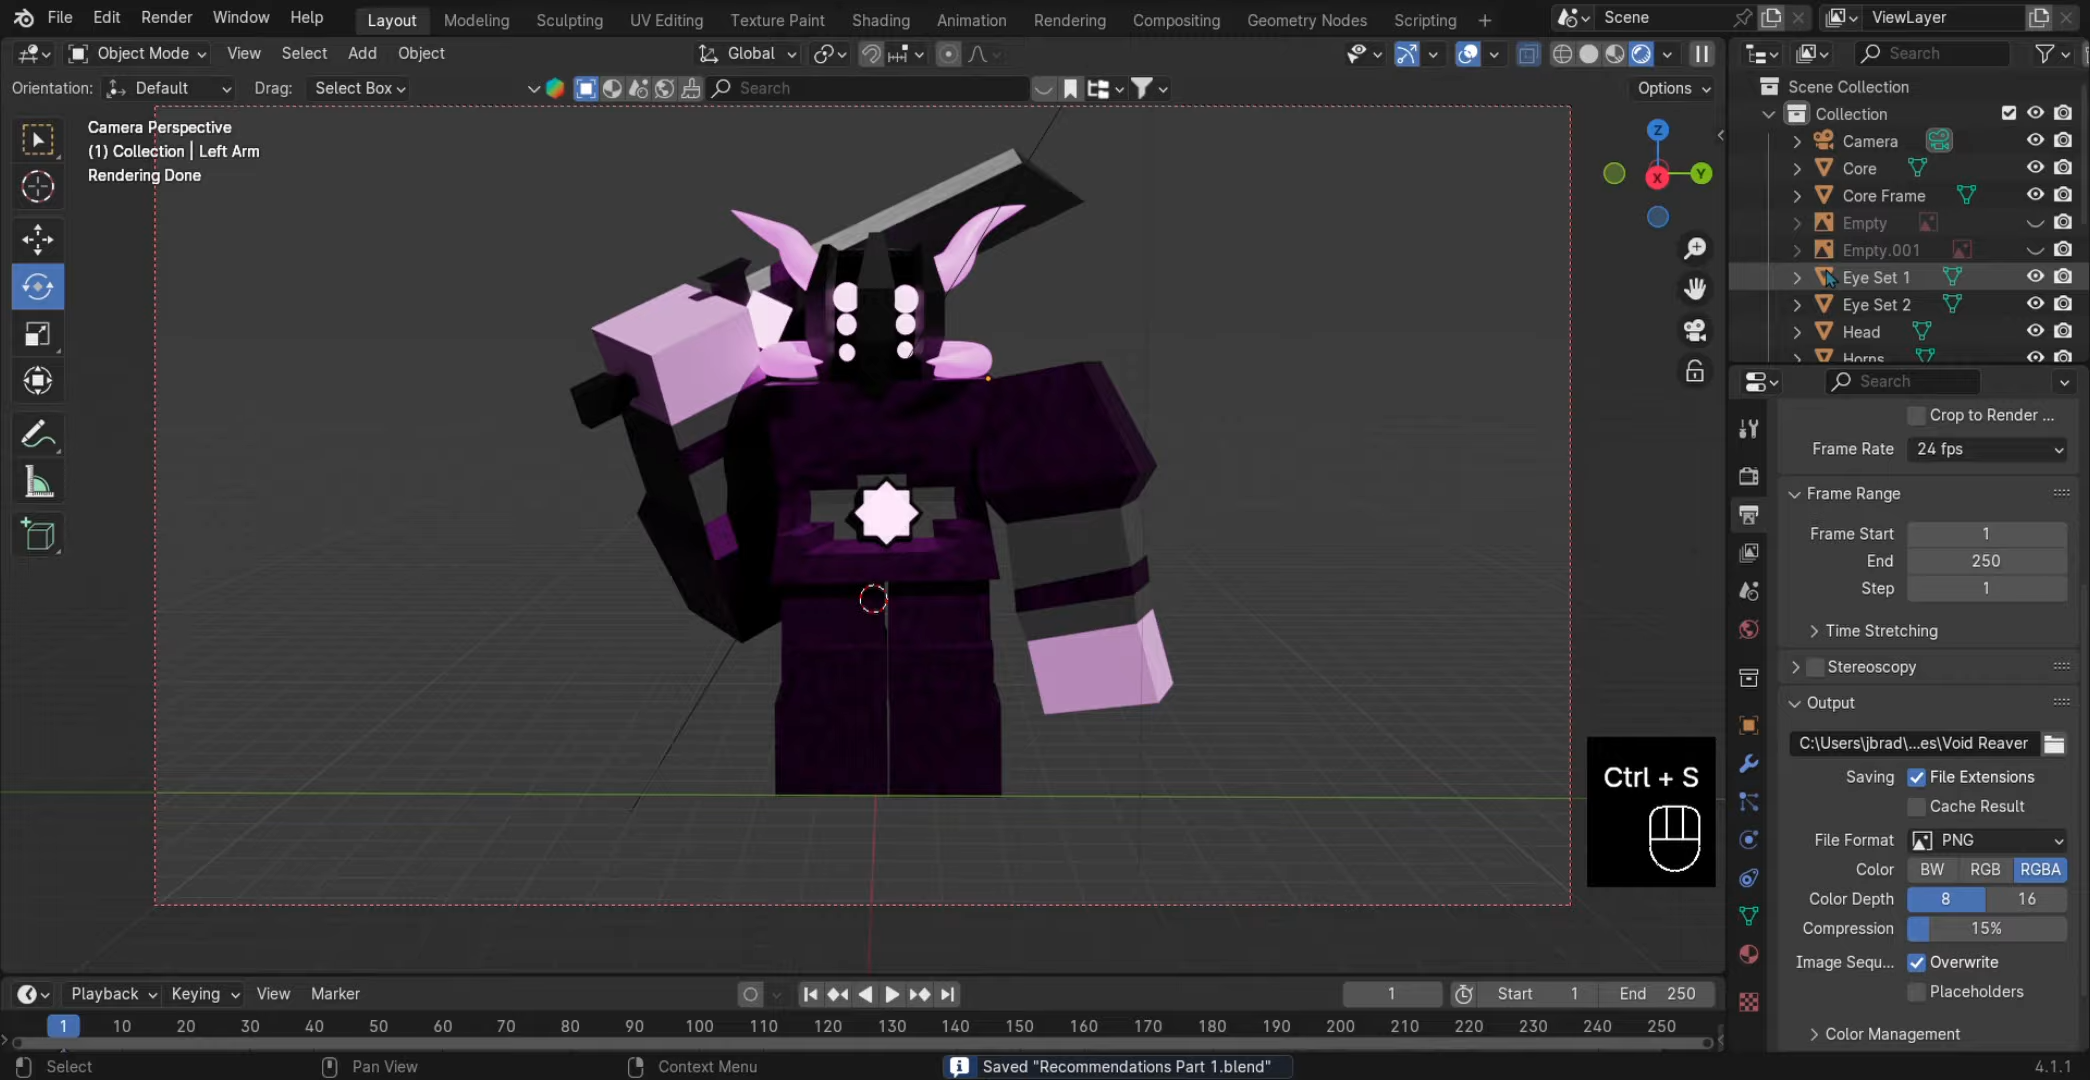 File Edit Render Window Help Layout Modeling Sculpting UV Editing Texture Paint Shading Animation Rendering Compositing Geometry Nodes Scripting + Scene ViewLayer
Object Mode View Select Add Object Global Search
Orientation: Default Drag: Select Box Search Options
Camera Perspective
(1) Collection | Left Arm
Rendering Done
Z
X
Y
Scene Collection
Collection
Camera
Core
Core Frame
Empty
Empty.001
Eye Set 1
Eye Set 2
Head
Horns
Search
Crop to Render ...
Frame Rate 24 fps
Frame Range
Frame Start 1
End 250
Step 1
Time Stretching
Stereoscopy
Output
C:\Users\jbrad\...es\Void Reaver
Saving File Extensions
Cache Result
File Format PNG
Color BW RGB RGBA
Color Depth 8 16
Compression 15%
Image Sequ... Overwrite
Placeholders
Color Management
Ctrl + S
Playback Keying View Marker 1 Start 1 End 250
1 10 20 30 40 50 60 70 80 90 100 110 120 130 140 150 160 170 180 190 200 210 220 230 240 250
Select Pan View Context Menu Saved "Recommendations Part 1.blend" 4.1.1